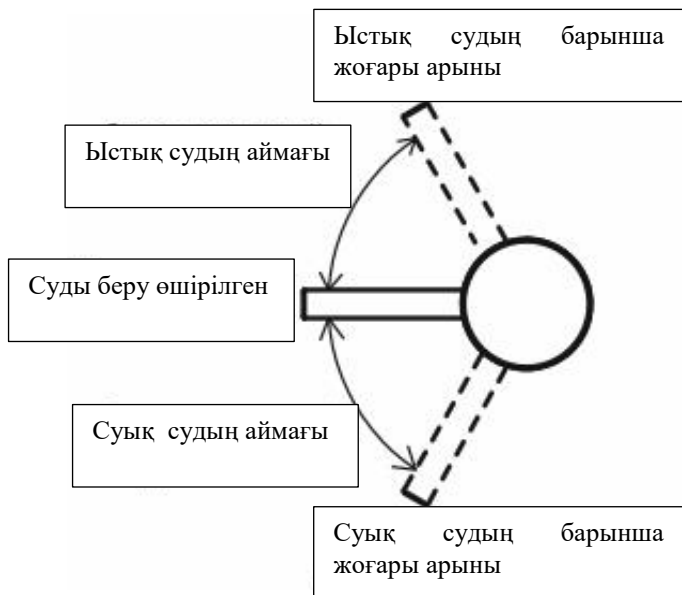 Ыстық судың барынша
жоғары арыны
Ыстық судың аймағы
Суды беру өшірілген
Суық судың аймағы
Суық судың барынша
жоғары арыны